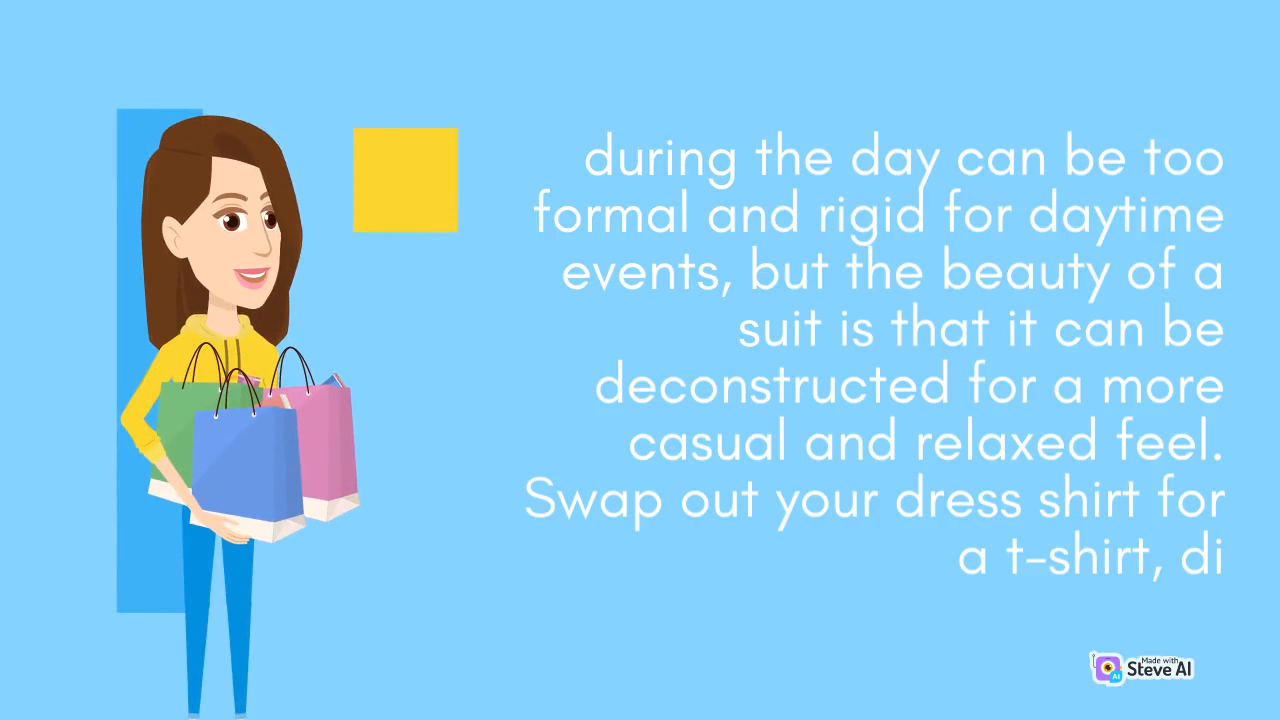 during the day can be too
formal and rigid for daytime
events, but the beauty of a
suit is that it can be
deconstructed for a more
casual and relaxed feel.
Swap out your dress shirt for
a t-shirt, di
Made with
Steve AI
AI